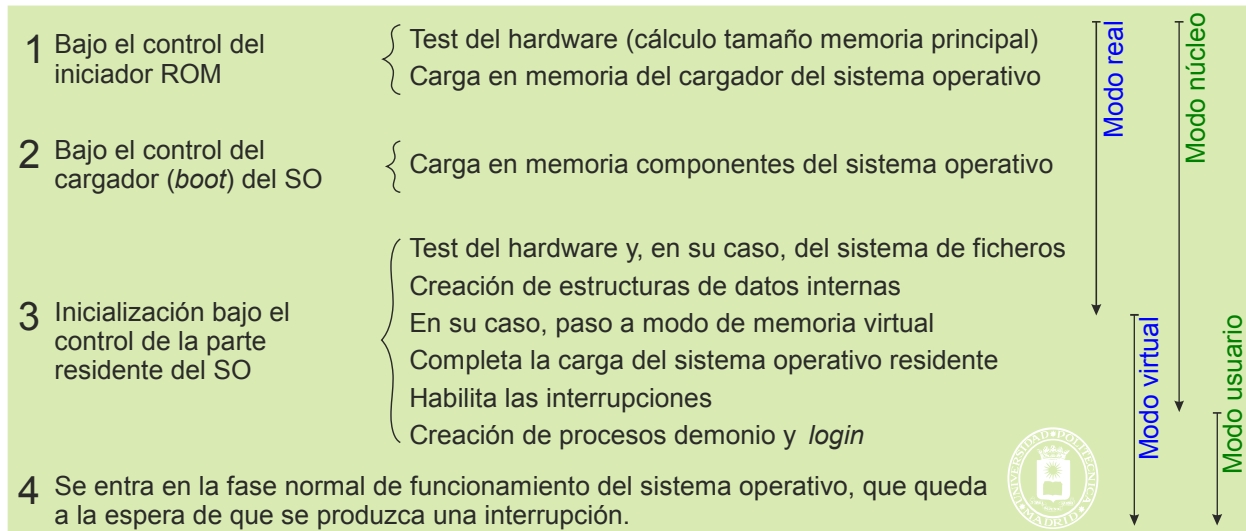 1 Bajo el control del
iniciador ROM
Test del hardware (cálculo tamaño memoria principal)
Carga en memoria del cargador del sistema operativo
2 Bajo el control del
cargador (boot) del SO
Carga en memoria componentes del sistema operativo
3 Inicialización bajo el
control de la parte
residente del SO
Test del hardware y, en su caso, del sistema de ficheros
Creación de estructuras de datos internas
En su caso, paso a modo de memoria virtual
Completa la carga del sistema operativo residente
Habilita las interrupciones
Creación de procesos demonio y login
4 Se entra en la fase normal de funcionamiento del sistema operativo, que queda
a la espera de que se produzca una interrupción.
Modo real
Modo núcleo
Modo virtual
Modo usuario
UNIVERSIDAD POLITECNICA
MADRID